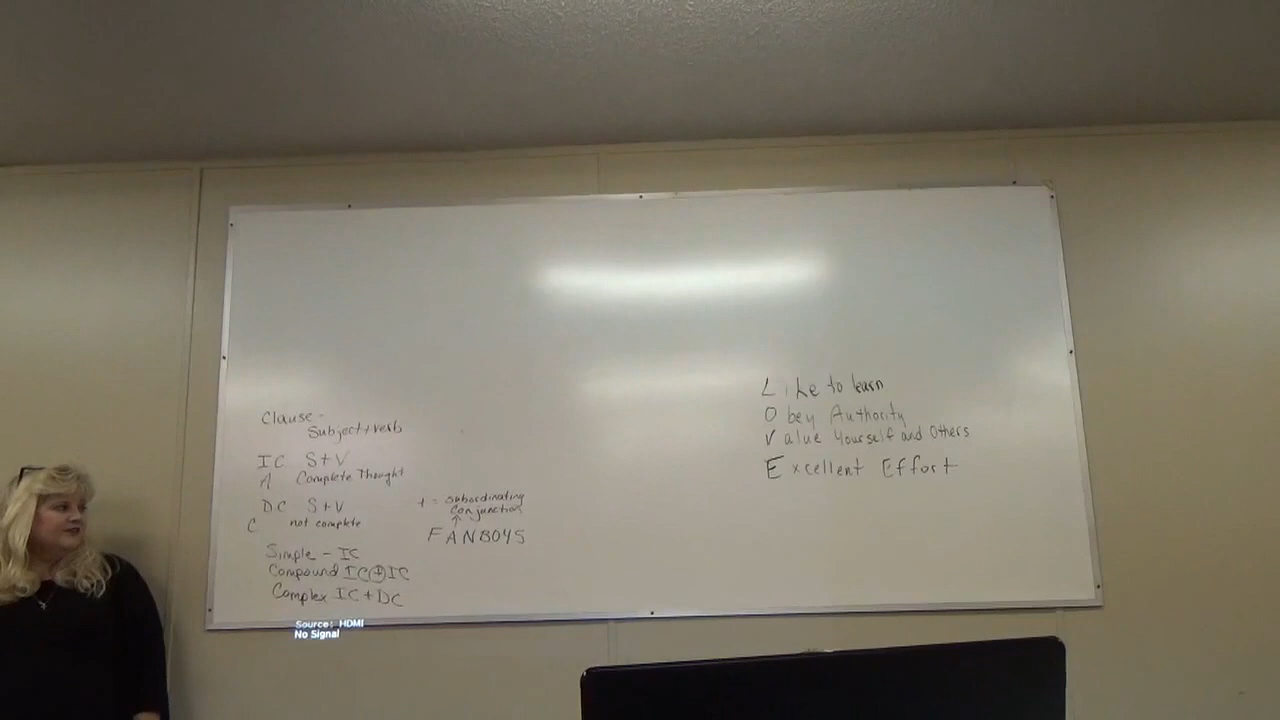 Clause -
Subject+verb
IC S+V
Complete Thought
DC S+V
C not complete
Simple - IC
Compound IC+IC
Complex IC+DC
+ = subordinating
conjunction
FANBOYS
Like to learn
Obey Authority
Value Yourself and Others
Excellent Effort
Source: HDMI
No Signal